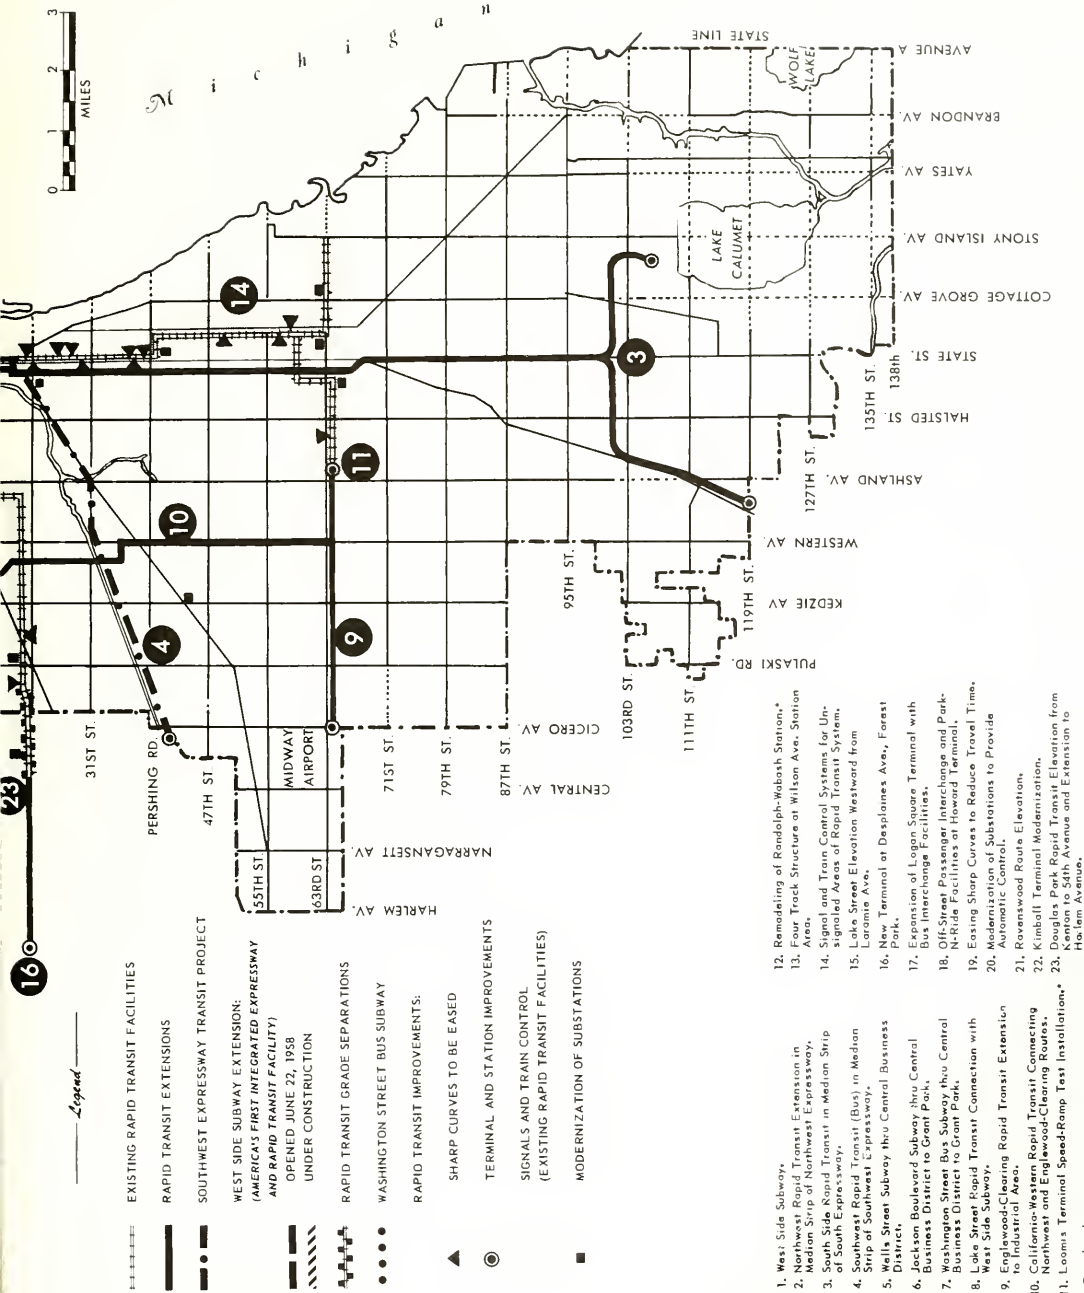 0 1 2 3
MILES
Michigan
STATE LINE
WOLF
LAKE
LAKE
CALUMET
AVENUE A
BRANDON AV.
YATES AV.
STONY ISLAND AV.
COTTAGE GROVE AV.
STATE ST.
HALSTED ST.
ASHLAND AV.
WESTERN AV.
KEDZIE AV
PULASKI RD.
CICERO AV.
CENTRAL AV.
NARRAGANSETT AV.
HARLEM AV.
31ST ST.
PERSHING RD.
47TH ST.
55TH ST.
MIDWAY
AIRPORT
63RD ST
71ST ST.
79TH ST.
87TH ST.
95TH ST.
103RD ST.
111TH ST.
119TH ST.
127TH ST.
135TH ST.
138th
14
3
11
10
4
9
23
16
Legend
EXISTING RAPID TRANSIT FACILITIES
RAPID TRANSIT EXTENSIONS
SOUTHWEST EXPRESSWAY TRANSIT PROJECT
WEST SIDE SUBWAY EXTENSION:
(AMERICA'S FIRST INTEGRATED EXPRESSWAY
AND RAPID TRANSIT FACILITY)
OPENED JUNE 22, 1958
UNDER CONSTRUCTION
RAPID TRANSIT GRADE SEPARATIONS
WASHINGTON STREET BUS SUBWAY
RAPID TRANSIT IMPROVEMENTS:
SHARP CURVES TO BE EASED
TERMINAL AND STATION IMPROVEMENTS
SIGNALS AND TRAIN CONTROL
(EXISTING RAPID TRANSIT FACILITIES)
MODERNIZATION OF SUBSTATIONS
1. West Side Subway.
2. Northwest Rapid Transit Extension in
Median Strip of Northwest Expressway.
3. South Side Rapid Transit in Median Strip
of South Expressway.
4. Southwest Rapid Transit (Bus) in Median
Strip of Southwest Expressway.
5. Wells Street Subway thru Central Business
District.
6. Jackson Boulevard Subway thru Central
Business District to Grant Park.
7. Washington Street Bus Subway thru Central
Business District to Grant Park.
8. Lake Street Rapid Transit Connection with
West Side Subway.
9. Englewood-Clearing Rapid Transit Extension
to Industrial Area.
10. California-Western Rapid Transit Connecting
Northwest and Englewood-Clearing Routes.
11. Loomis Terminal Speed-Ramp Test Installation.*
12. Remodeling of Randolph-Wabash Station.*
13. Four Track Structure at Wilson Ave. Station
Area.
14. Signal and Train Control Systems for Un-
signaled Areas of Rapid Transit System.
15. Lake Street Elevation Westward from
Laramie Ave.
16. New Terminal at Desplaines Ave., Forest
Park.
17. Expansion of Logan Square Terminal with
Bus Interchange Facilities.
18. Off-Street Passenger Interchange and Park-
N-Ride Facilities at Howard Terminal.
19. Easing Sharp Curves to Reduce Travel Time.
20. Modernization of Substations to Provide
Automatic Control.
21. Ravenswood Route Elevation.
22. Kimball Terminal Modernization.
23. Douglas Park Rapid Transit Elevation from
Kenton to 54th Avenue and Extension to
Harlem Avenue.